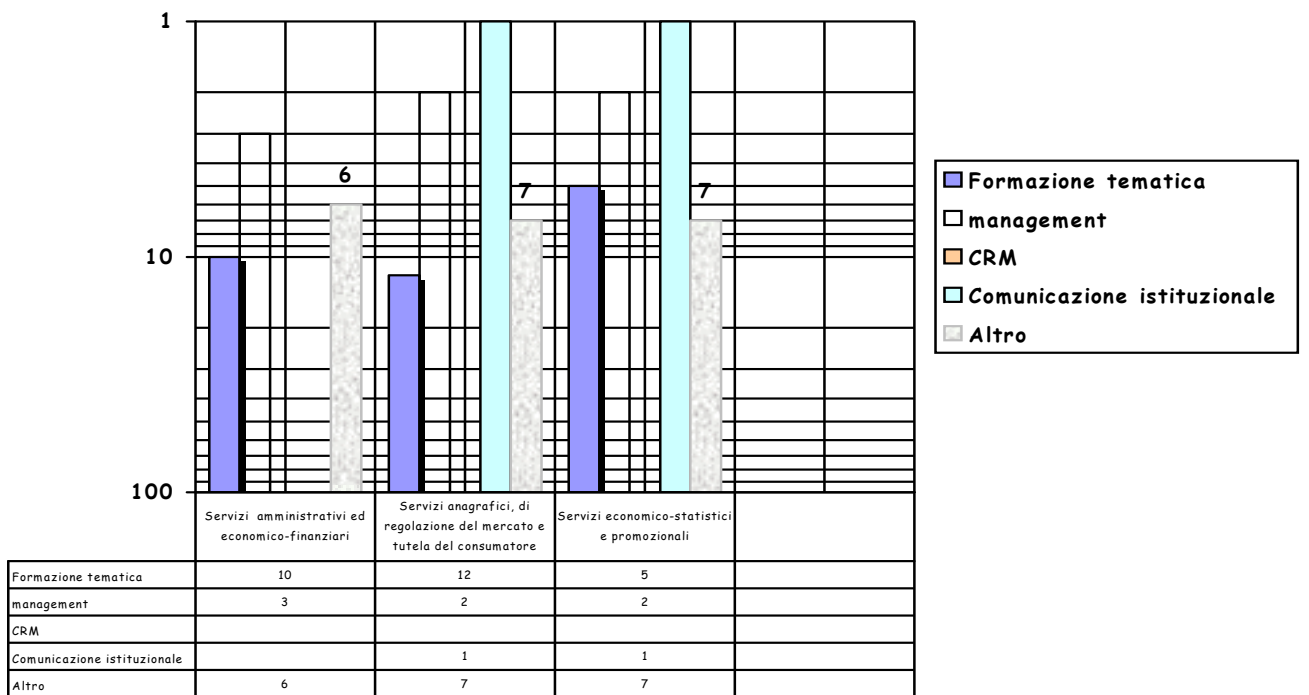 1
10
100
6
7
7
Formazione tematica
management
CRM
Comunicazione istituzionale
Altro
Servizi amministrativi ed
economico-finanziari
Servizi anagrafici, di
regolazione del mercato e
tutela del consumatore
Servizi economico-statistici
e promozionali
Formazione tematica 10 12 5
management 3 2 2
CRM
Comunicazione istituzionale 1 1
Altro 6 7 7